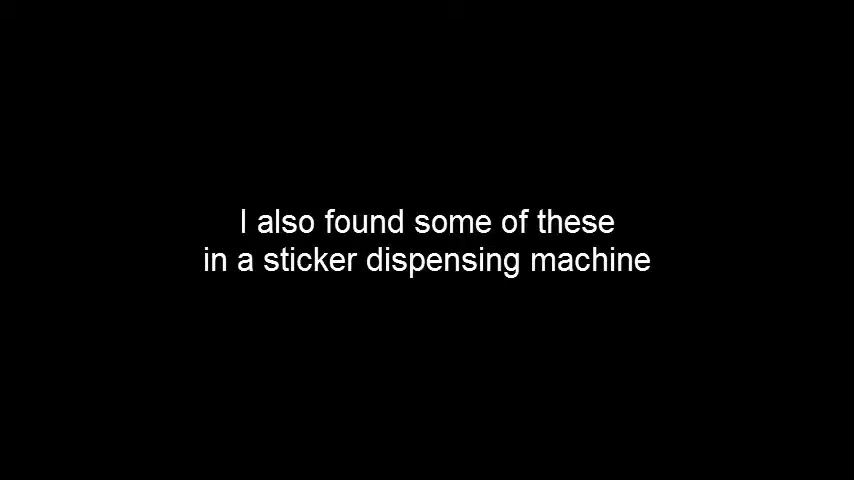 I also found some of these
in a sticker dispensing machine